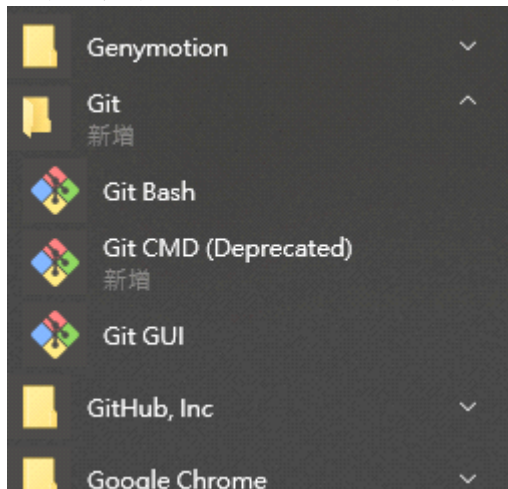 Genymotion
Git
新增
Git Bash
Git CMD (Deprecated)
新增
Git GUI
GitHub, Inc
Google Chrome